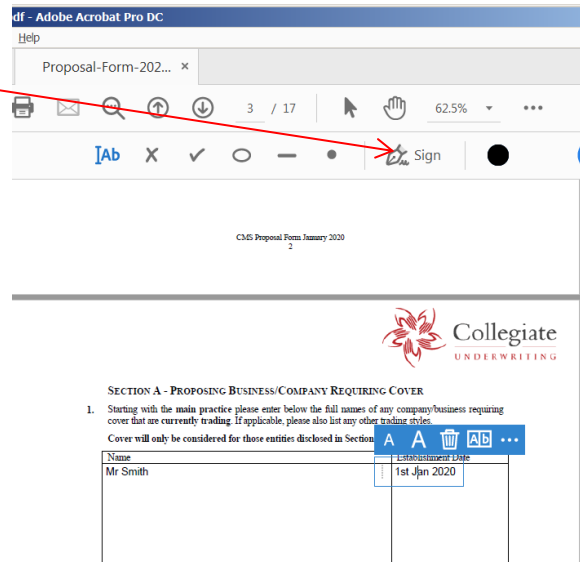 df - Adobe Acrobat Pro DC
Help
Proposal-Form-202... ×
3 / 17 62.5%
Ab Sign
CMS Proposal Form January 2020
2
Collegiate
UNDERWRITING
SECTION A - PROPOSING BUSINESS/COMPANY REQUIRING COVER
1. Starting with the main practice please enter below the full names of any company/business requiring
cover that are currently trading. If applicable, please also list any other trading styles.
Cover will only be considered for those entities disclosed in Section
A A Ab
Name Establishment Date
Mr Smith 1st Jan 2020